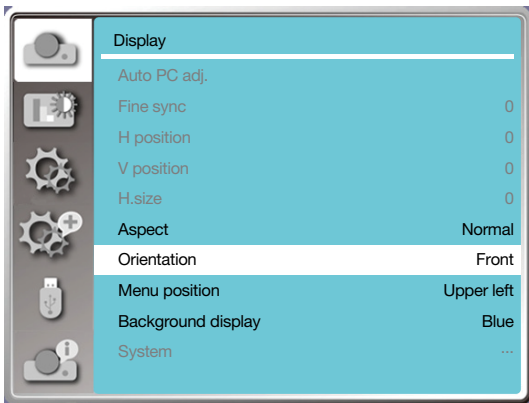 Display
Auto PC adj.
Fine sync 0
H position 0
V position 0
H.size 0
Aspect Normal
Orientation Front
Menu position Upper left
Background display Blue
System ...